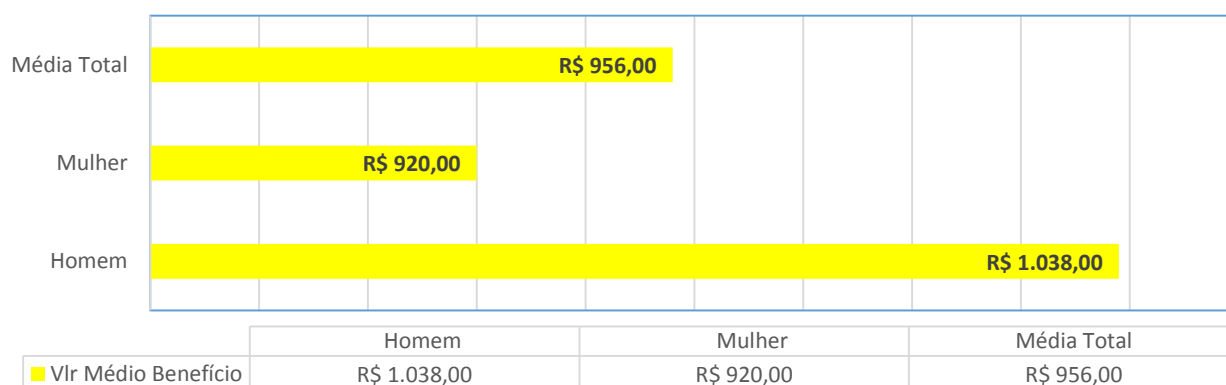 Média Total
R$ 956,00
Mulher
R$ 920,00
Homem
R$ 1.038,00
Homem Mulher Média Total
Vlr Médio Benefício R$ 1.038,00 R$ 920,00 R$ 956,00